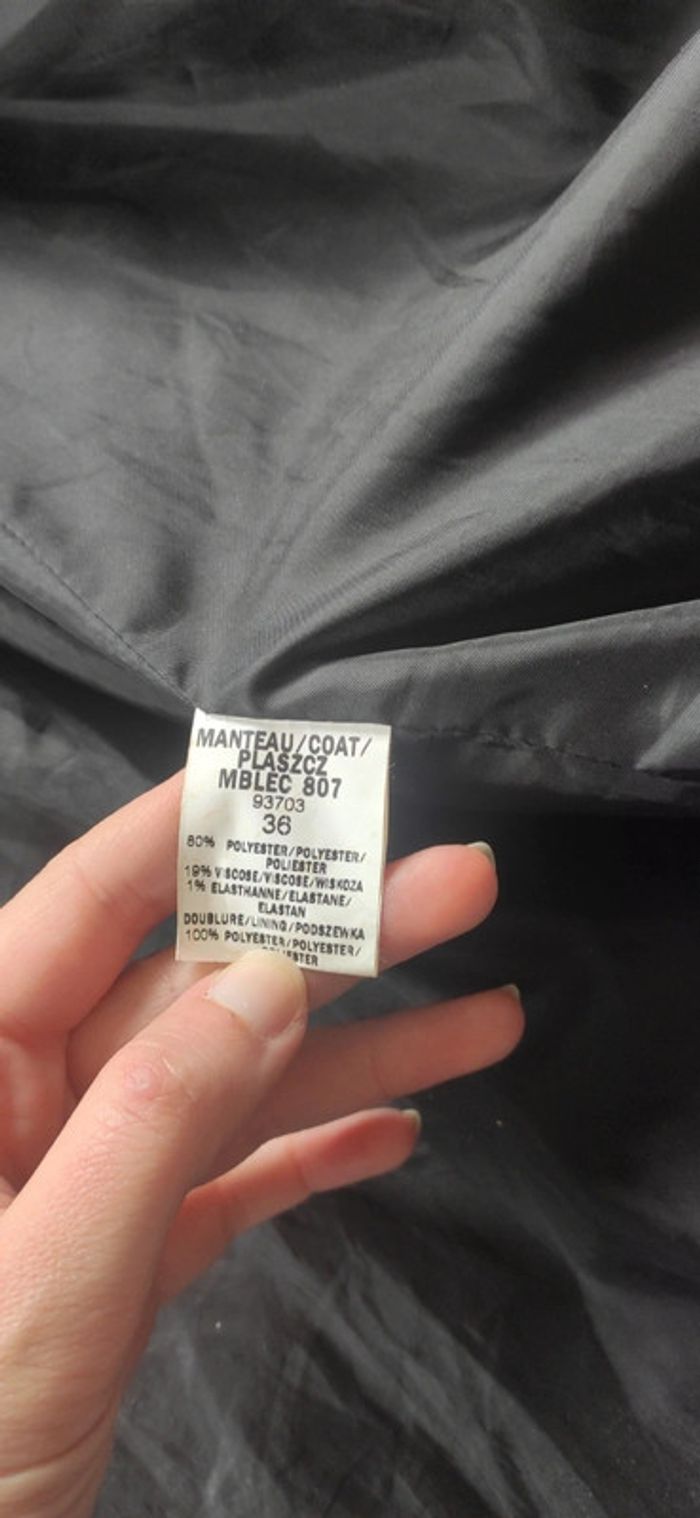 MANTEAU/COAT/
PLASZCZ
MBLEC 807
93703
36
80% POLYESTER/POLYESTER/
POLIESTER
19% VISCOSE/VISCOSE/WISKOZA
1% ELASTHANNE/ELASTANE/
ELASTAN
DOUBLURE/LINING/PODSZEWKA
100% POLYESTER/POLYESTER/